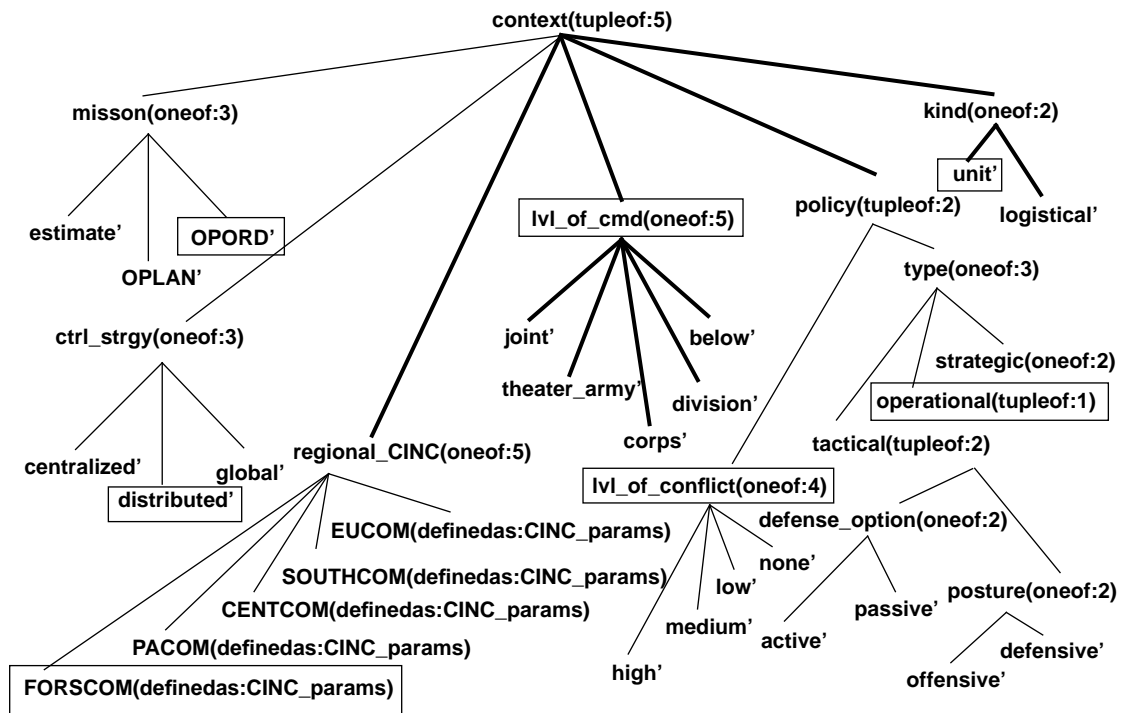 context(tupleof:5)
misson(oneof:3)
kind(oneof:2)
unit’
logistical’
policy(tupleof:2)
lvl_of_cmd(oneof:5)
estimate’
OPORD’
OPLAN’
type(oneof:3)
ctrl_strgy(oneof:3)
joint’
below’
strategic(oneof:2)
theater_army’
division’
operational(tupleof:1)
corps’
tactical(tupleof:2)
regional_CINC(oneof:5)
centralized’
global’
distributed’
lvl_of_conflict(oneof:4)
defense_option(oneof:2)
EUCOM(definedas:CINC_params)
none’
SOUTHCOM(definedas:CINC_params)
low’
posture(oneof:2)
CENTCOM(definedas:CINC_params)
passive’
medium’
active’
PACOM(definedas:CINC_params)
defensive’
high’
offensive’
FORSCOM(definedas:CINC_params)